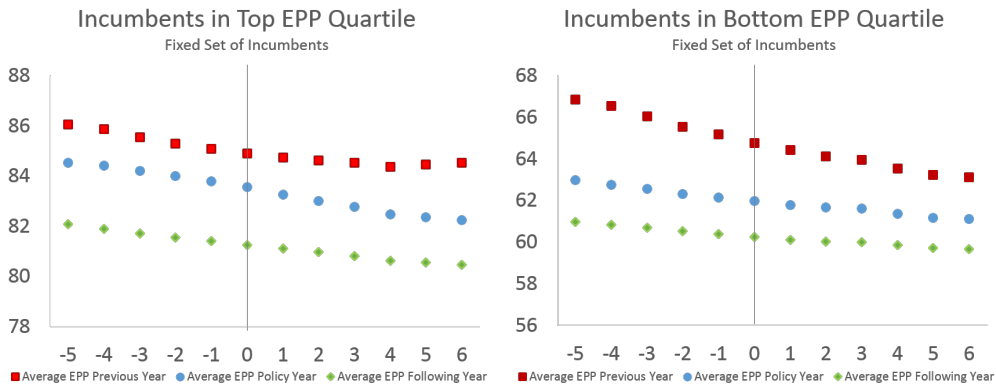 Incumbents in Top EPP Quartile
Fixed Set of Incumbents
88
86
84
82
80
78
-5 -4 -3 -2 -1 0 1 2 3 4 5 6
Average EPP Previous Year Average EPP Policy Year Average EPP Following Year
Incumbents in Bottom EPP Quartile
Fixed Set of Incumbents
68
66
64
62
60
58
56
-5 -4 -3 -2 -1 0 1 2 3 4 5 6
Average EPP Previous Year Average EPP Policy Year Average EPP Following Year